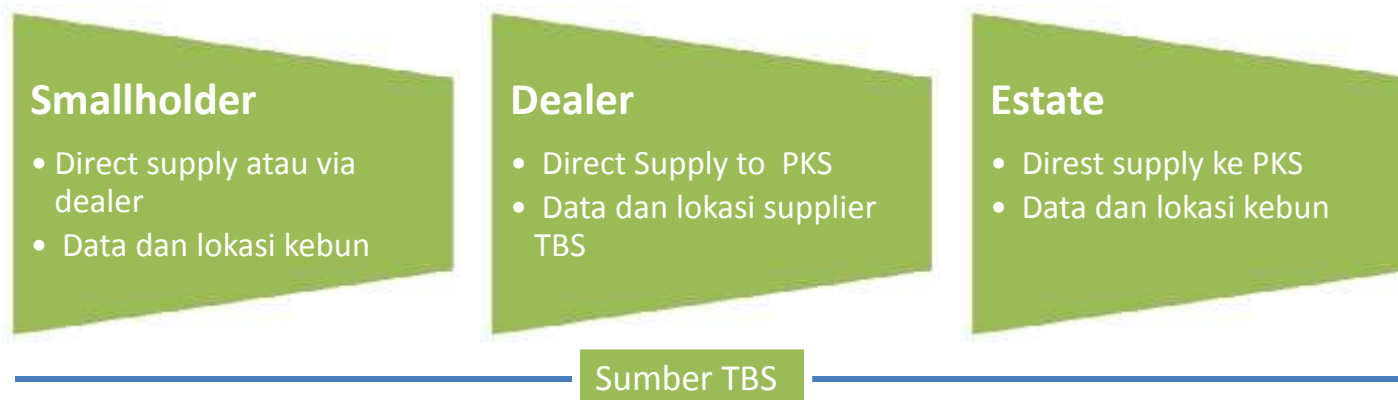 Smallholder
• Direct supply atau via
dealer
• Data dan lokasi kebun
Dealer
• Direct Supply to PKS
• Data dan lokasi supplier
TBS
Estate
• Direst supply ke PKS
• Data dan lokasi kebun
Sumber TBS